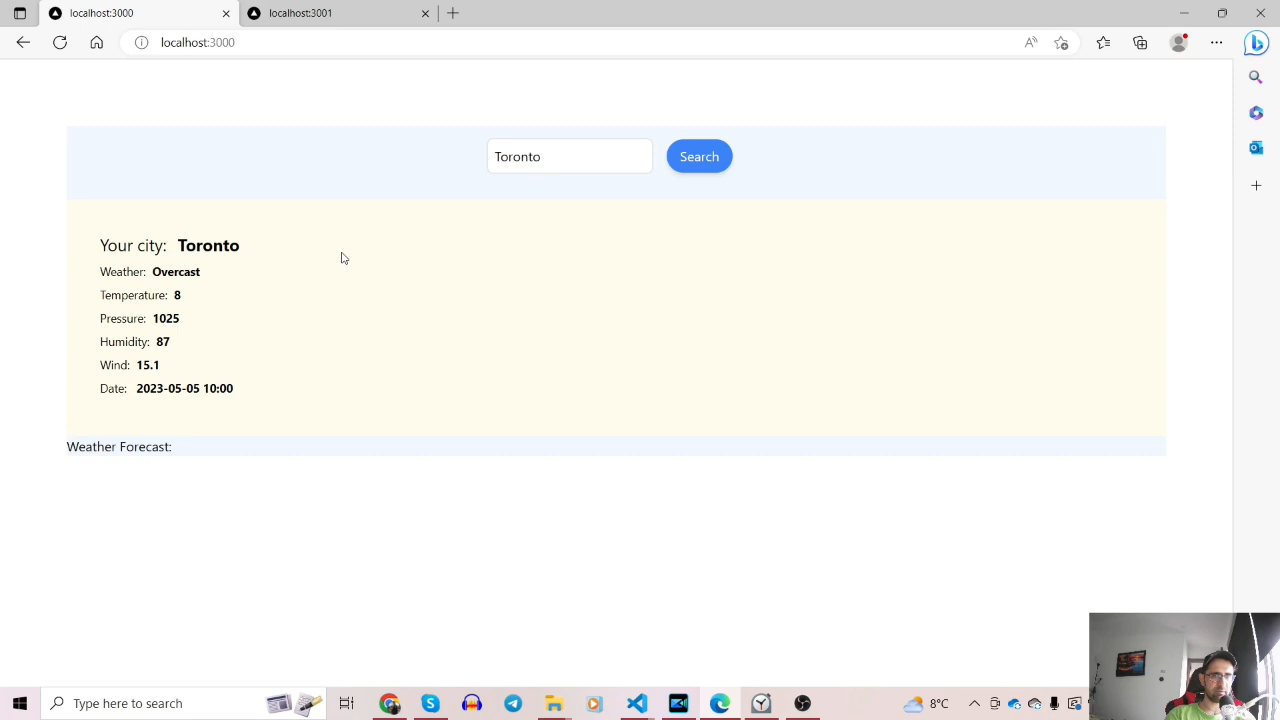 localhost:3000
localhost:3001
localhost:3000
Toronto
Search
Your city: Toronto
Weather: Overcast
Temperature: 8
Pressure: 1025
Humidity: 87
Wind: 15.1
Date: 2023-05-05 10:00
Weather Forecast:
Type here to search
8°C